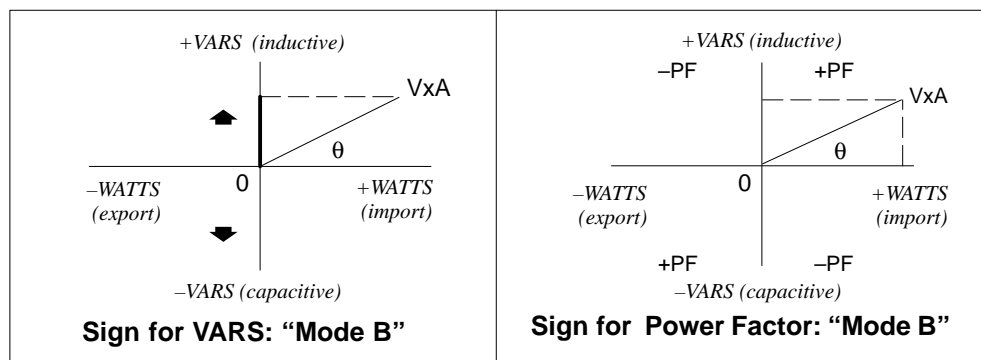 +VARS (inductive)
VxA
θ
0
–WATTS
(export)
+WATTS
(import)
–VARS (capacitive)
Sign for VARS: “Mode B”
+VARS (inductive)
–PF
+PF
VxA
θ
0
–WATTS
(export)
+WATTS
(import)
+PF
–PF
–VARS (capacitive)
Sign for Power Factor: “Mode B”